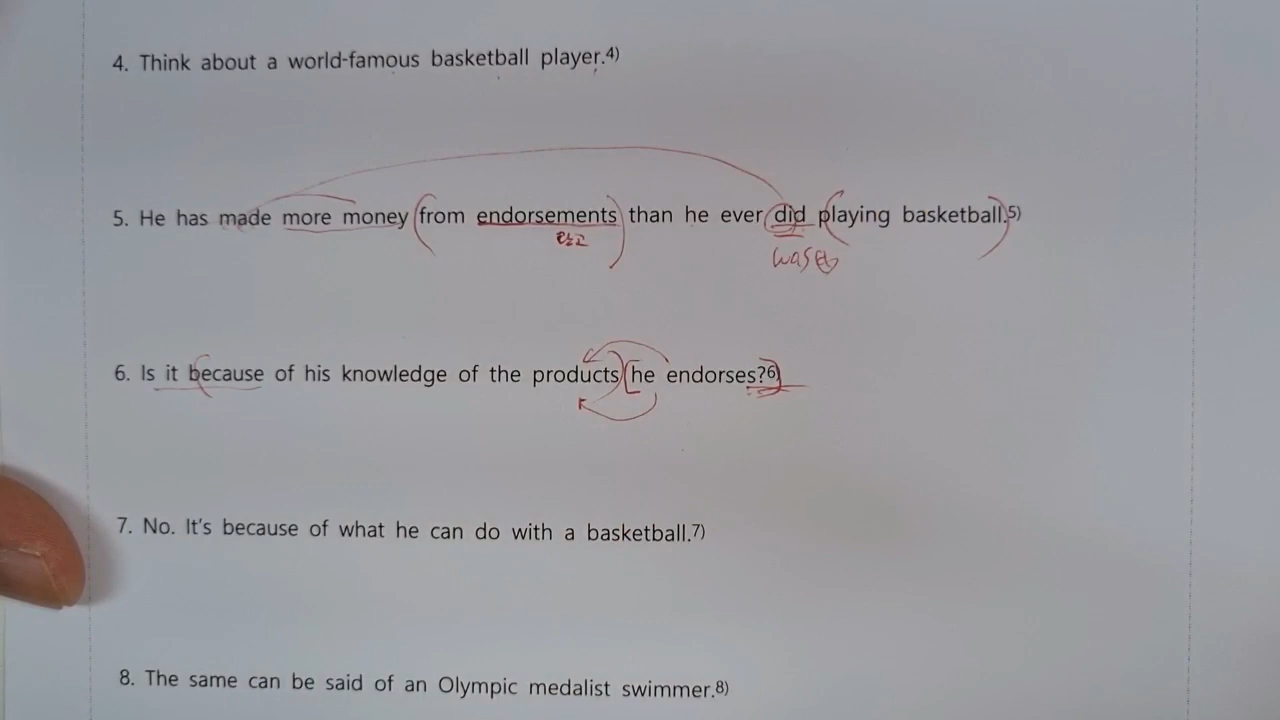 4. Think about a world-famous basketball player.4)
5. He has made more money from endorsements than he ever did playing basketball.5)
광고
was
6. Is it because of his knowledge of the products he endorses?6)
7. No. It's because of what he can do with a basketball.7)
8. The same can be said of an Olympic medalist swimmer.8)